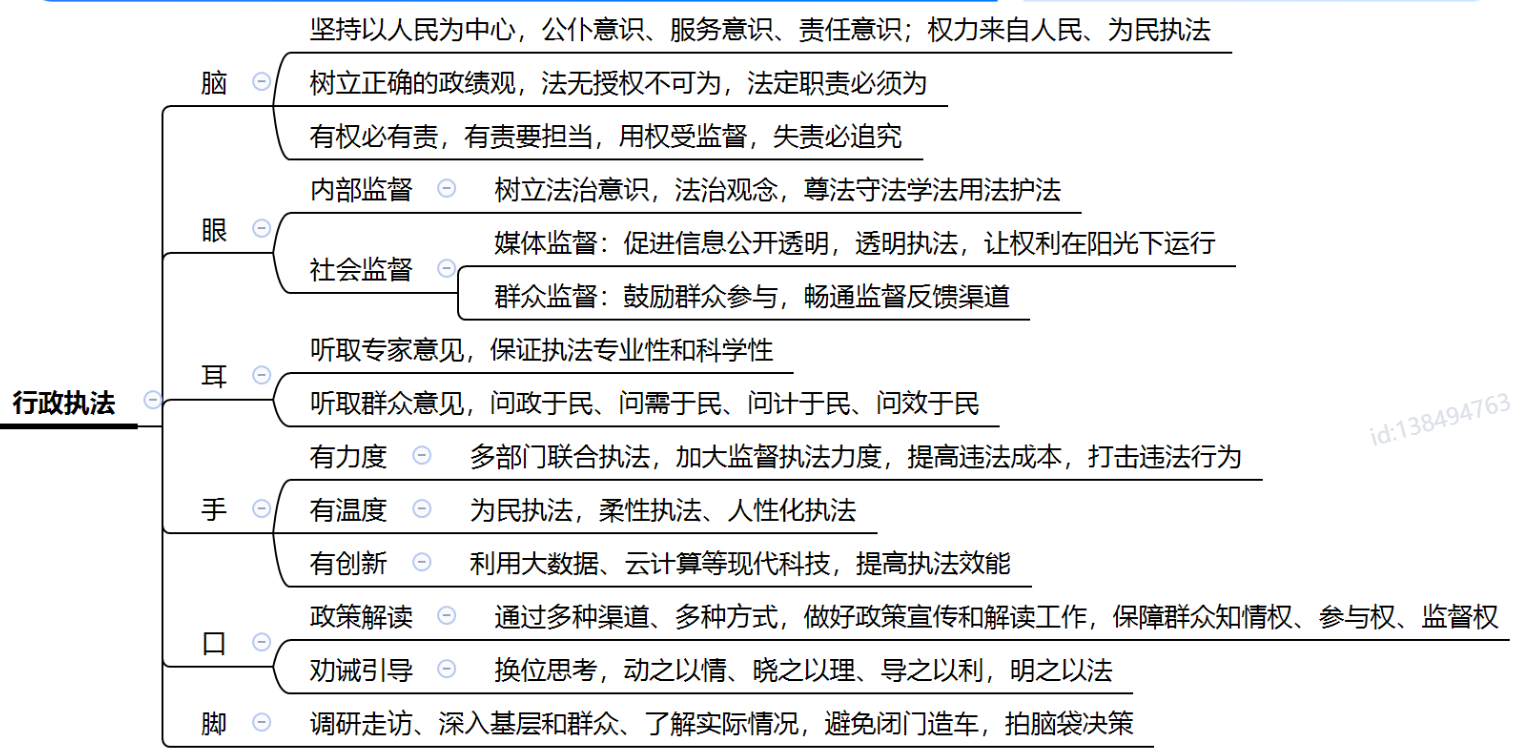 坚持以人民为中心，公仆意识、服务意识、责任意识；权力来自人民、为民执法
脑
树立正确的政绩观，法无授权不可为，法定职责必须为
有权必有责，有责要担当，用权受监督，失责必追究
内部监督
树立法治意识，法治观念，尊法守法学法用法护法
眼
媒体监督：促进信息公开透明，透明执法，让权利在阳光下运行
社会监督
群众监督：鼓励群众参与，畅通监督反馈渠道
听取专家意见，保证执法专业性和科学性
耳
行政执法
听取群众意见，问政于民、问需于民、问计于民、问效于民
id:138494763
有力度
多部门联合执法，加大监督执法力度，提高违法成本，打击违法行为
手
有温度
为民执法，柔性执法、人性化执法
有创新
利用大数据、云计算等现代科技，提高执法效能
政策解读
通过多种渠道、多种方式，做好政策宣传和解读工作，保障群众知情权、参与权、监督权
口
劝诫引导
换位思考，动之以情、晓之以理、导之以利，明之以法
脚
调研走访、深入基层和群众、了解实际情况，避免闭门造车，拍脑袋决策